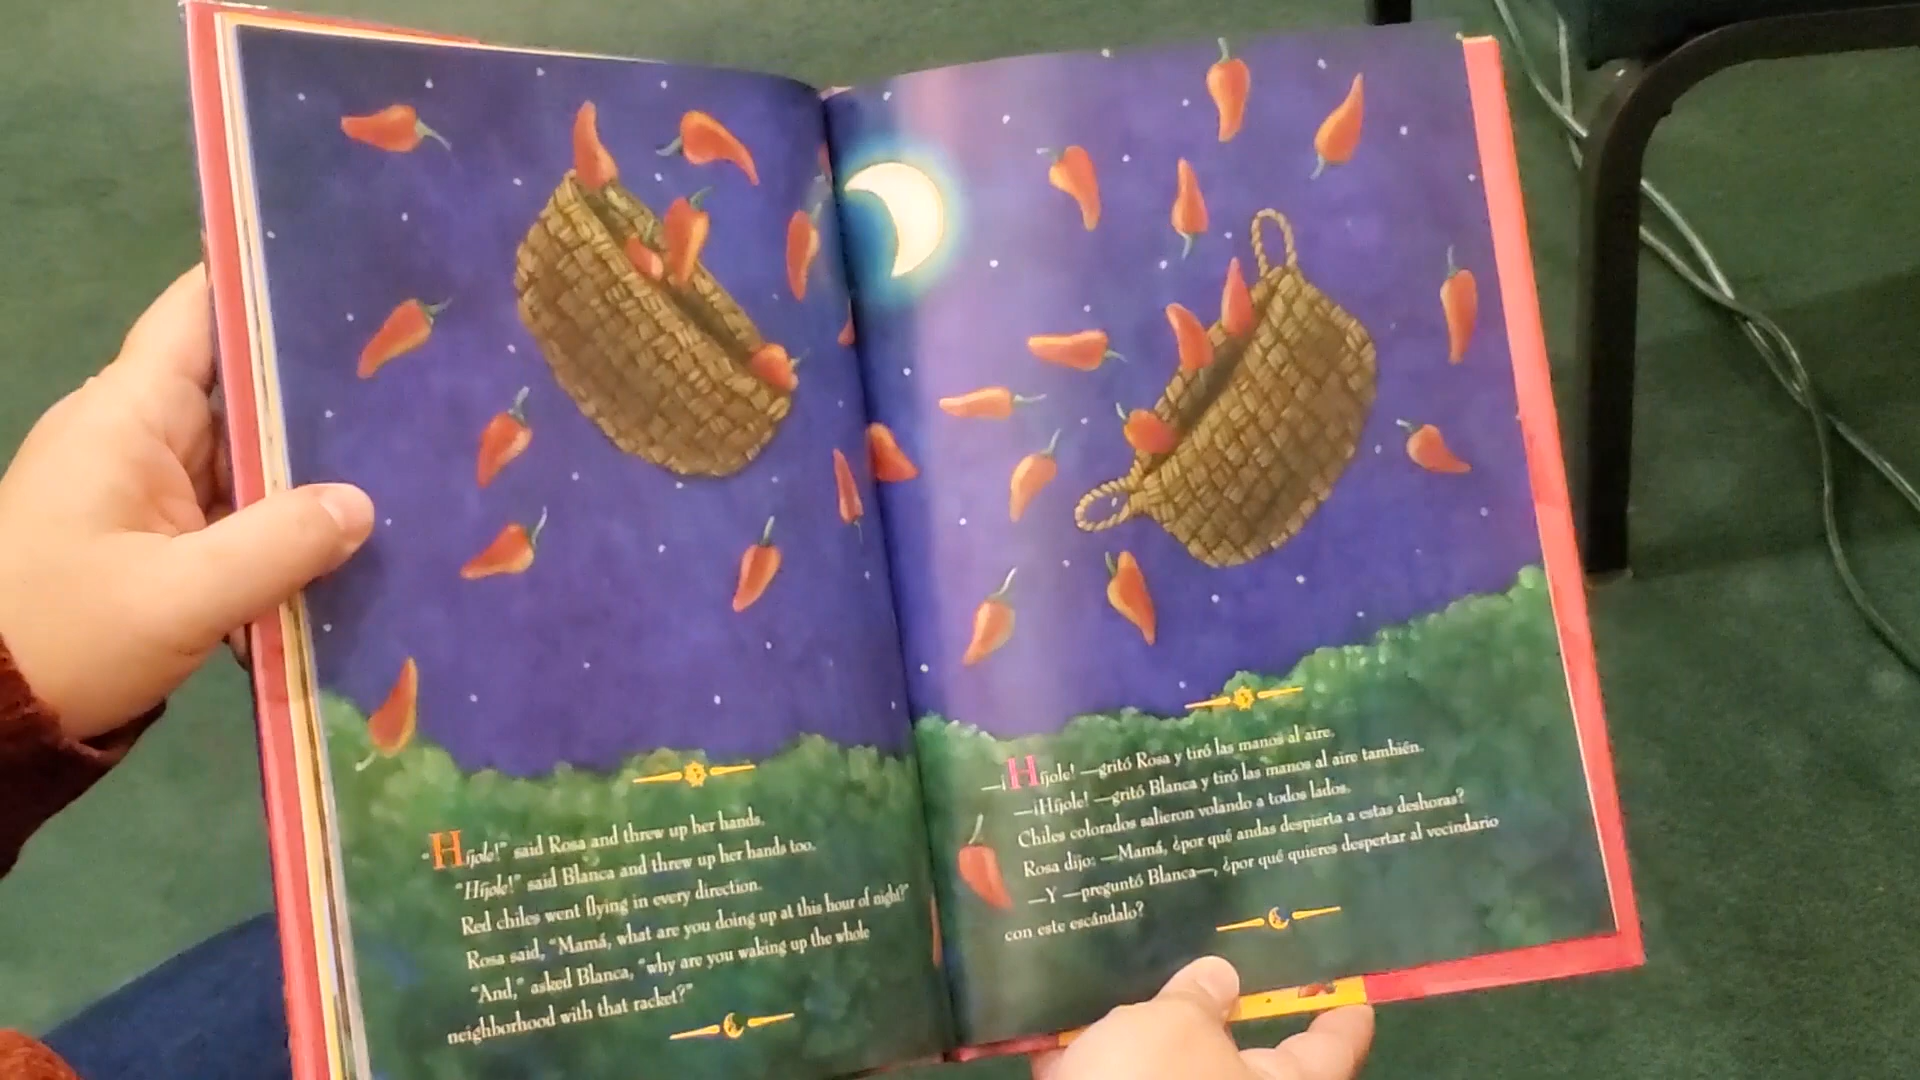 "Híjole!" said Rosa and threw up her hands.
"Híjole!" said Blanca and threw up her hands too.
Red chiles went flying in every direction.
Rosa said, "Mamá, what are you doing up at this hour of night?"
"And," asked Blanca, "why are you waking up the whole
neighborhood with that racket?"
—¡Híjole! —gritó Rosa y tiró las manos al aire.
—¡Híjole! —gritó Blanca y tiró las manos al aire también.
Chiles colorados salieron volando a todos lados.
Rosa dijo: —Mamá, ¿por qué andas despierta a estas deshoras?
—Y —preguntó Blanca—, ¿por qué quieres despertar al vecindario
con este escándalo?